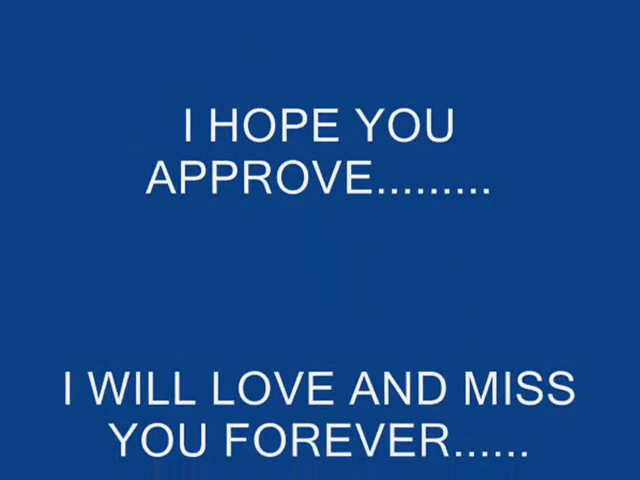 I HOPE YOU
APPROVE.........
I WILL LOVE AND MISS
YOU FOREVER......